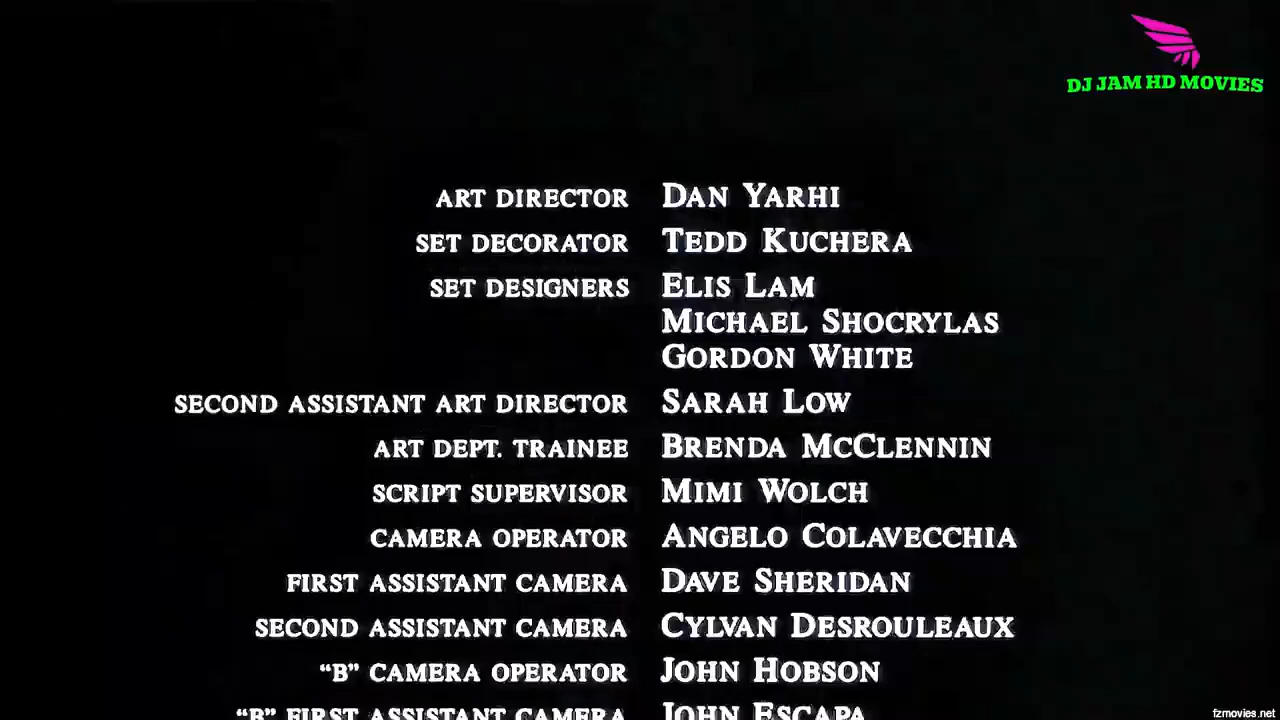 DJ JAM HD MOVIES
ART DIRECTOR DAN YARHI
SET DECORATOR TEDD KUCHERA
SET DESIGNERS ELIS LAM
MICHAEL SHOCRYLAS
GORDON WHITE
SECOND ASSISTANT ART DIRECTOR SARAH LOW
ART DEPT. TRAINEE BRENDA MCCLENNIN
SCRIPT SUPERVISOR MIMI WOLCH
CAMERA OPERATOR ANGELO COLAVECCHIA
FIRST ASSISTANT CAMERA DAVE SHERIDAN
SECOND ASSISTANT CAMERA CYLVAN DESROULEAUX
“B” CAMERA OPERATOR JOHN HOBSON
“B” FIRST ASSISTANT CAMERA JOHN ESCAPA
fzmovies.net